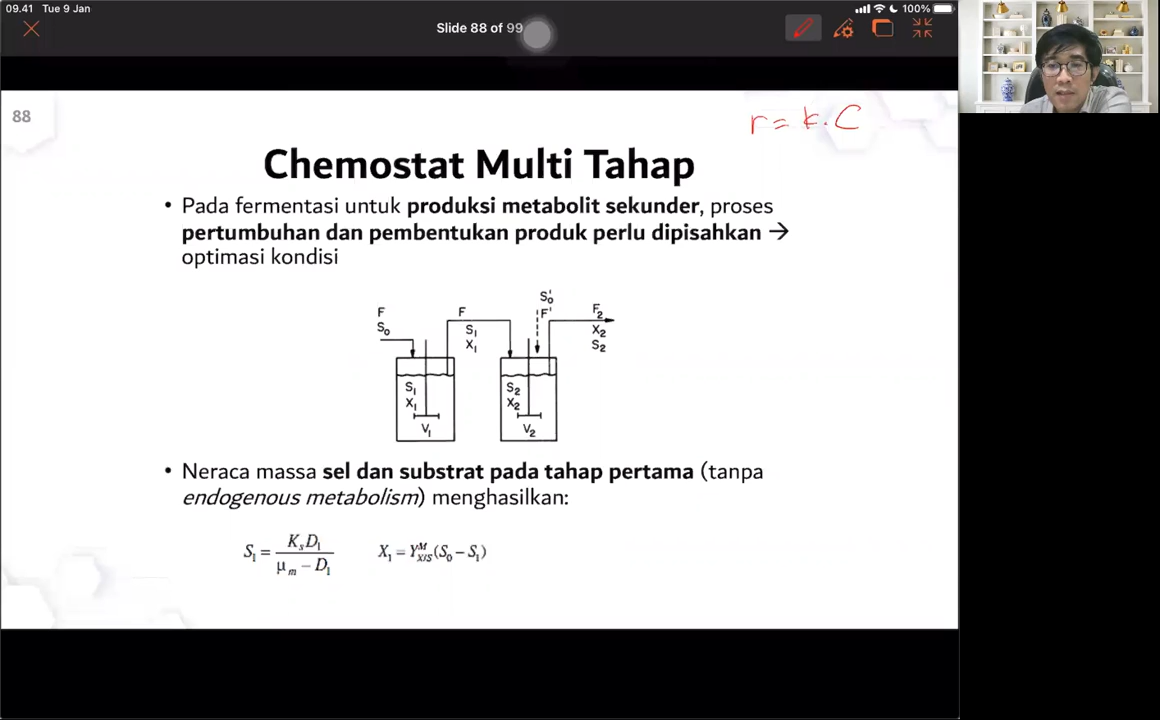 09.41 Tue 9 Jan
100%
Slide 88 of 99
88
r = k.C
Chemostat Multi Tahap
• Pada fermentasi untuk produksi metabolit sekunder, proses
pertumbuhan dan pembentukan produk perlu dipisahkan →
optimasi kondisi
F
S₀
F
S₁
X₁
S₀'
F'
F₂
X₂
S₂
S₁
X₁
V₁
S₂
X₂
V₂
• Neraca massa sel dan substrat pada tahap pertama (tanpa
endogenous metabolism) menghasilkan:
S₁ = KₛD₁ / (μₘ − D₁)
X₁ = Y^M_X/S (S₀ − S₁)